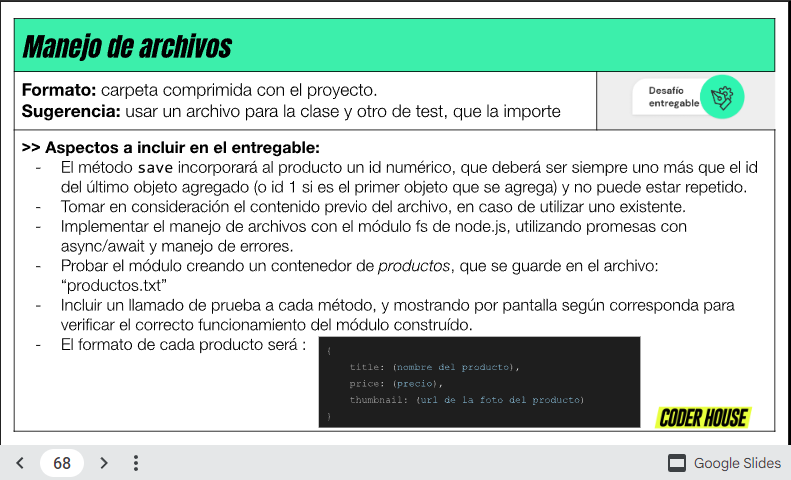 Manejo de archivos
Formato: carpeta comprimida con el proyecto.
Sugerencia: usar un archivo para la clase y otro de test, que la importe
Desafío
entregable
>> Aspectos a incluir en el entregable:
- El método save incorporará al producto un id numérico, que deberá ser siempre uno más que el id
del último objeto agregado (o id 1 si es el primer objeto que se agrega) y no puede estar repetido.
- Tomar en consideración el contenido previo del archivo, en caso de utilizar uno existente.
- Implementar el manejo de archivos con el módulo fs de node.js, utilizando promesas con
async/await y manejo de errores.
- Probar el módulo creando un contenedor de productos, que se guarde en el archivo:
“productos.txt”
- Incluir un llamado de prueba a cada método, y mostrando por pantalla según corresponda para
verificar el correcto funcionamiento del módulo construído.
- El formato de cada producto será :
{
title: (nombre del producto),
price: (precio),
thumbnail: (url de la foto del producto)
}
CODER HOUSE
68
Google Slides